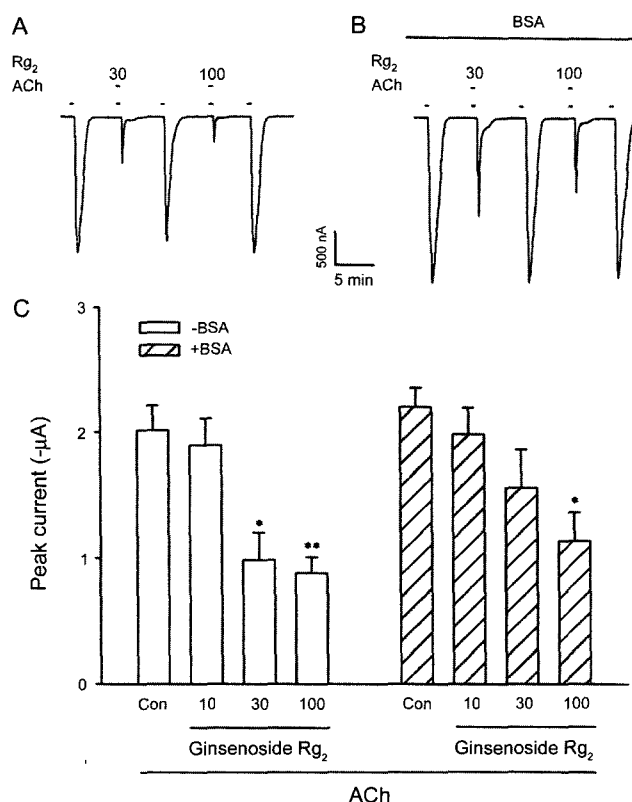 A
Rg2 30 100
ACh
B
BSA
Rg2 30 100
ACh
500 nA
5 min
C
3
2
1
0
Peak current (-μA)
-BSA
+BSA
*
**
*
Con 10 30 100 Con 10 30 100
Ginsenoside Rg2 Ginsenoside Rg2
ACh